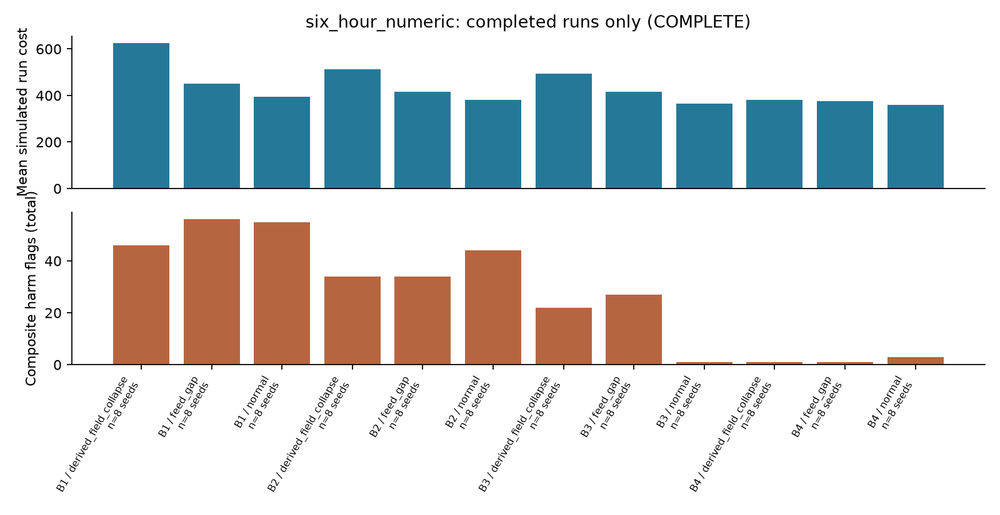 six_hour_numeric: completed runs only (COMPLETE)
Mean simulated run cost
600
400
200
0
Composite harm flags (total)
40
20
0
B1 / derived_field_collapse
n=8 seeds
B1 / feed_gap
n=8 seeds
B1 / normal
n=8 seeds
B2 / derived_field_collapse
n=8 seeds
B2 / feed_gap
n=8 seeds
B2 / normal
n=8 seeds
B3 / derived_field_collapse
n=8 seeds
B3 / feed_gap
n=8 seeds
B3 / normal
n=8 seeds
B4 / derived_field_collapse
n=8 seeds
B4 / feed_gap
n=8 seeds
B4 / normal
n=8 seeds